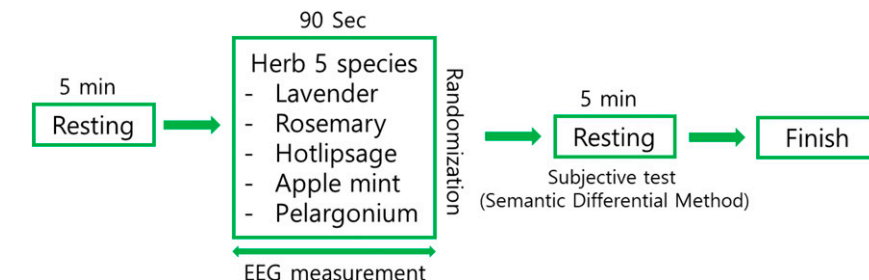 90 Sec
5 min
Resting
Herb 5 species
- Lavender
- Rosemary
- Hotlipsage
- Apple mint
- Pelargonium
Randomization
EEG measurement
5 min
Resting
Subjective test
(Semantic Differential Method)
Finish